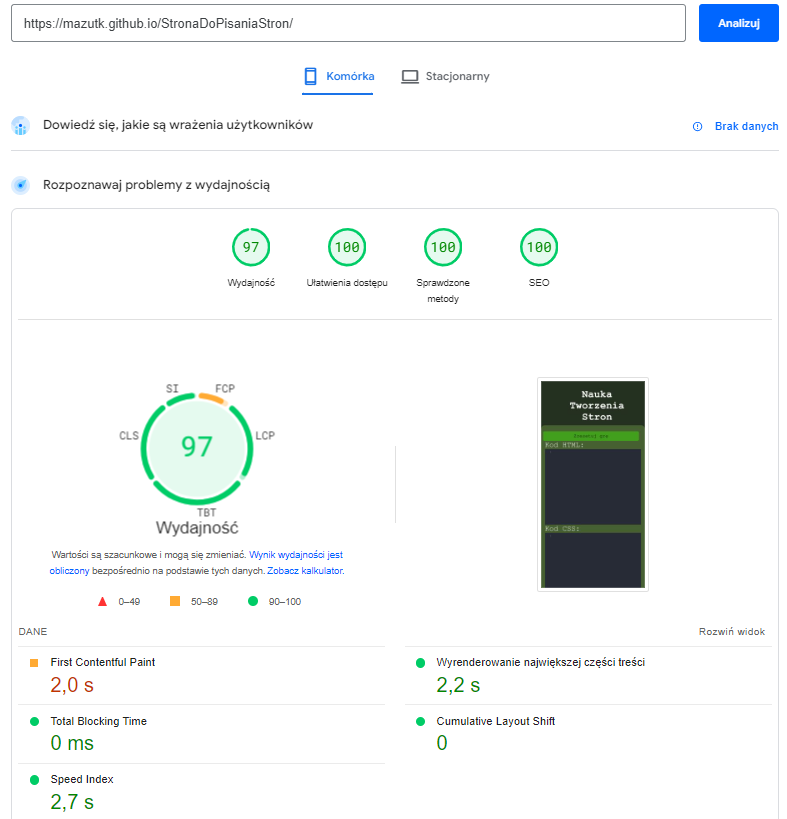 https://mazutk.github.io/StronaDoPisaniaStron/
Analizuj
Komórka
Stacjonarny
Dowiedź się, jakie są wrażenia użytkowników
Brak danych
Rozpoznawaj problemy z wydajnością
97
100
100
100
Wydajność
Ułatwienia dostępu
Sprawdzone
metody
SEO
SI
FCP
CLS
LCP
97
TBT
Wydajność
Wartości są szacunkowe i mogą się zmieniać. Wynik wydajności jest
obliczony bezpośrednio na podstawie tych danych. Zobacz kalkulator.
0–49
50–89
90–100
Nauka
Tworzenia
Stron
Kod HTML:
Kod CSS:
DANE
Rozwiń widok
First Contentful Paint
2,0 s
Wyrenderowanie największej części treści
2,2 s
Total Blocking Time
0 ms
Cumulative Layout Shift
0
Speed Index
2,7 s